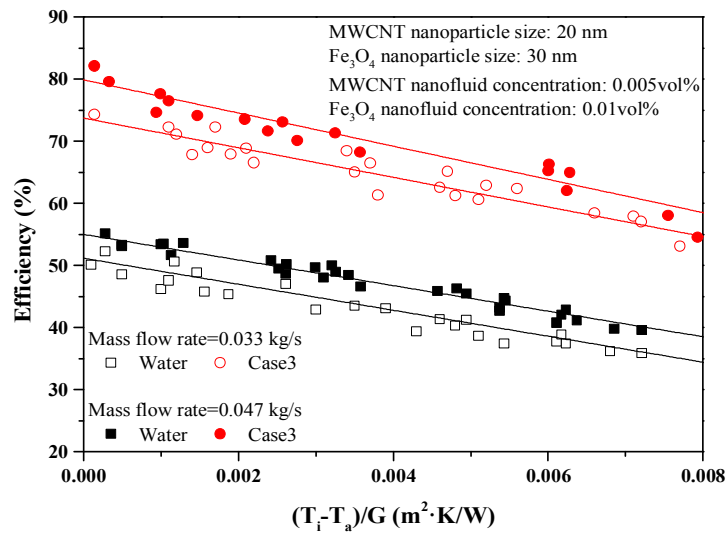 MWCNT nanoparticle size: 20 nm
Fe₃O₄ nanoparticle size: 30 nm
MWCNT nanofluid concentration: 0.005vol%
Fe₃O₄ nanofluid concentration: 0.01vol%
90
80
70
60
50
40
30
20
Efficiency (%)
Mass flow rate=0.033 kg/s
Water Case3
Mass flow rate=0.047 kg/s
Water Case3
0.000 0.002 0.004 0.006 0.008
(Tᵢ-Tₐ)/G (m²·K/W)